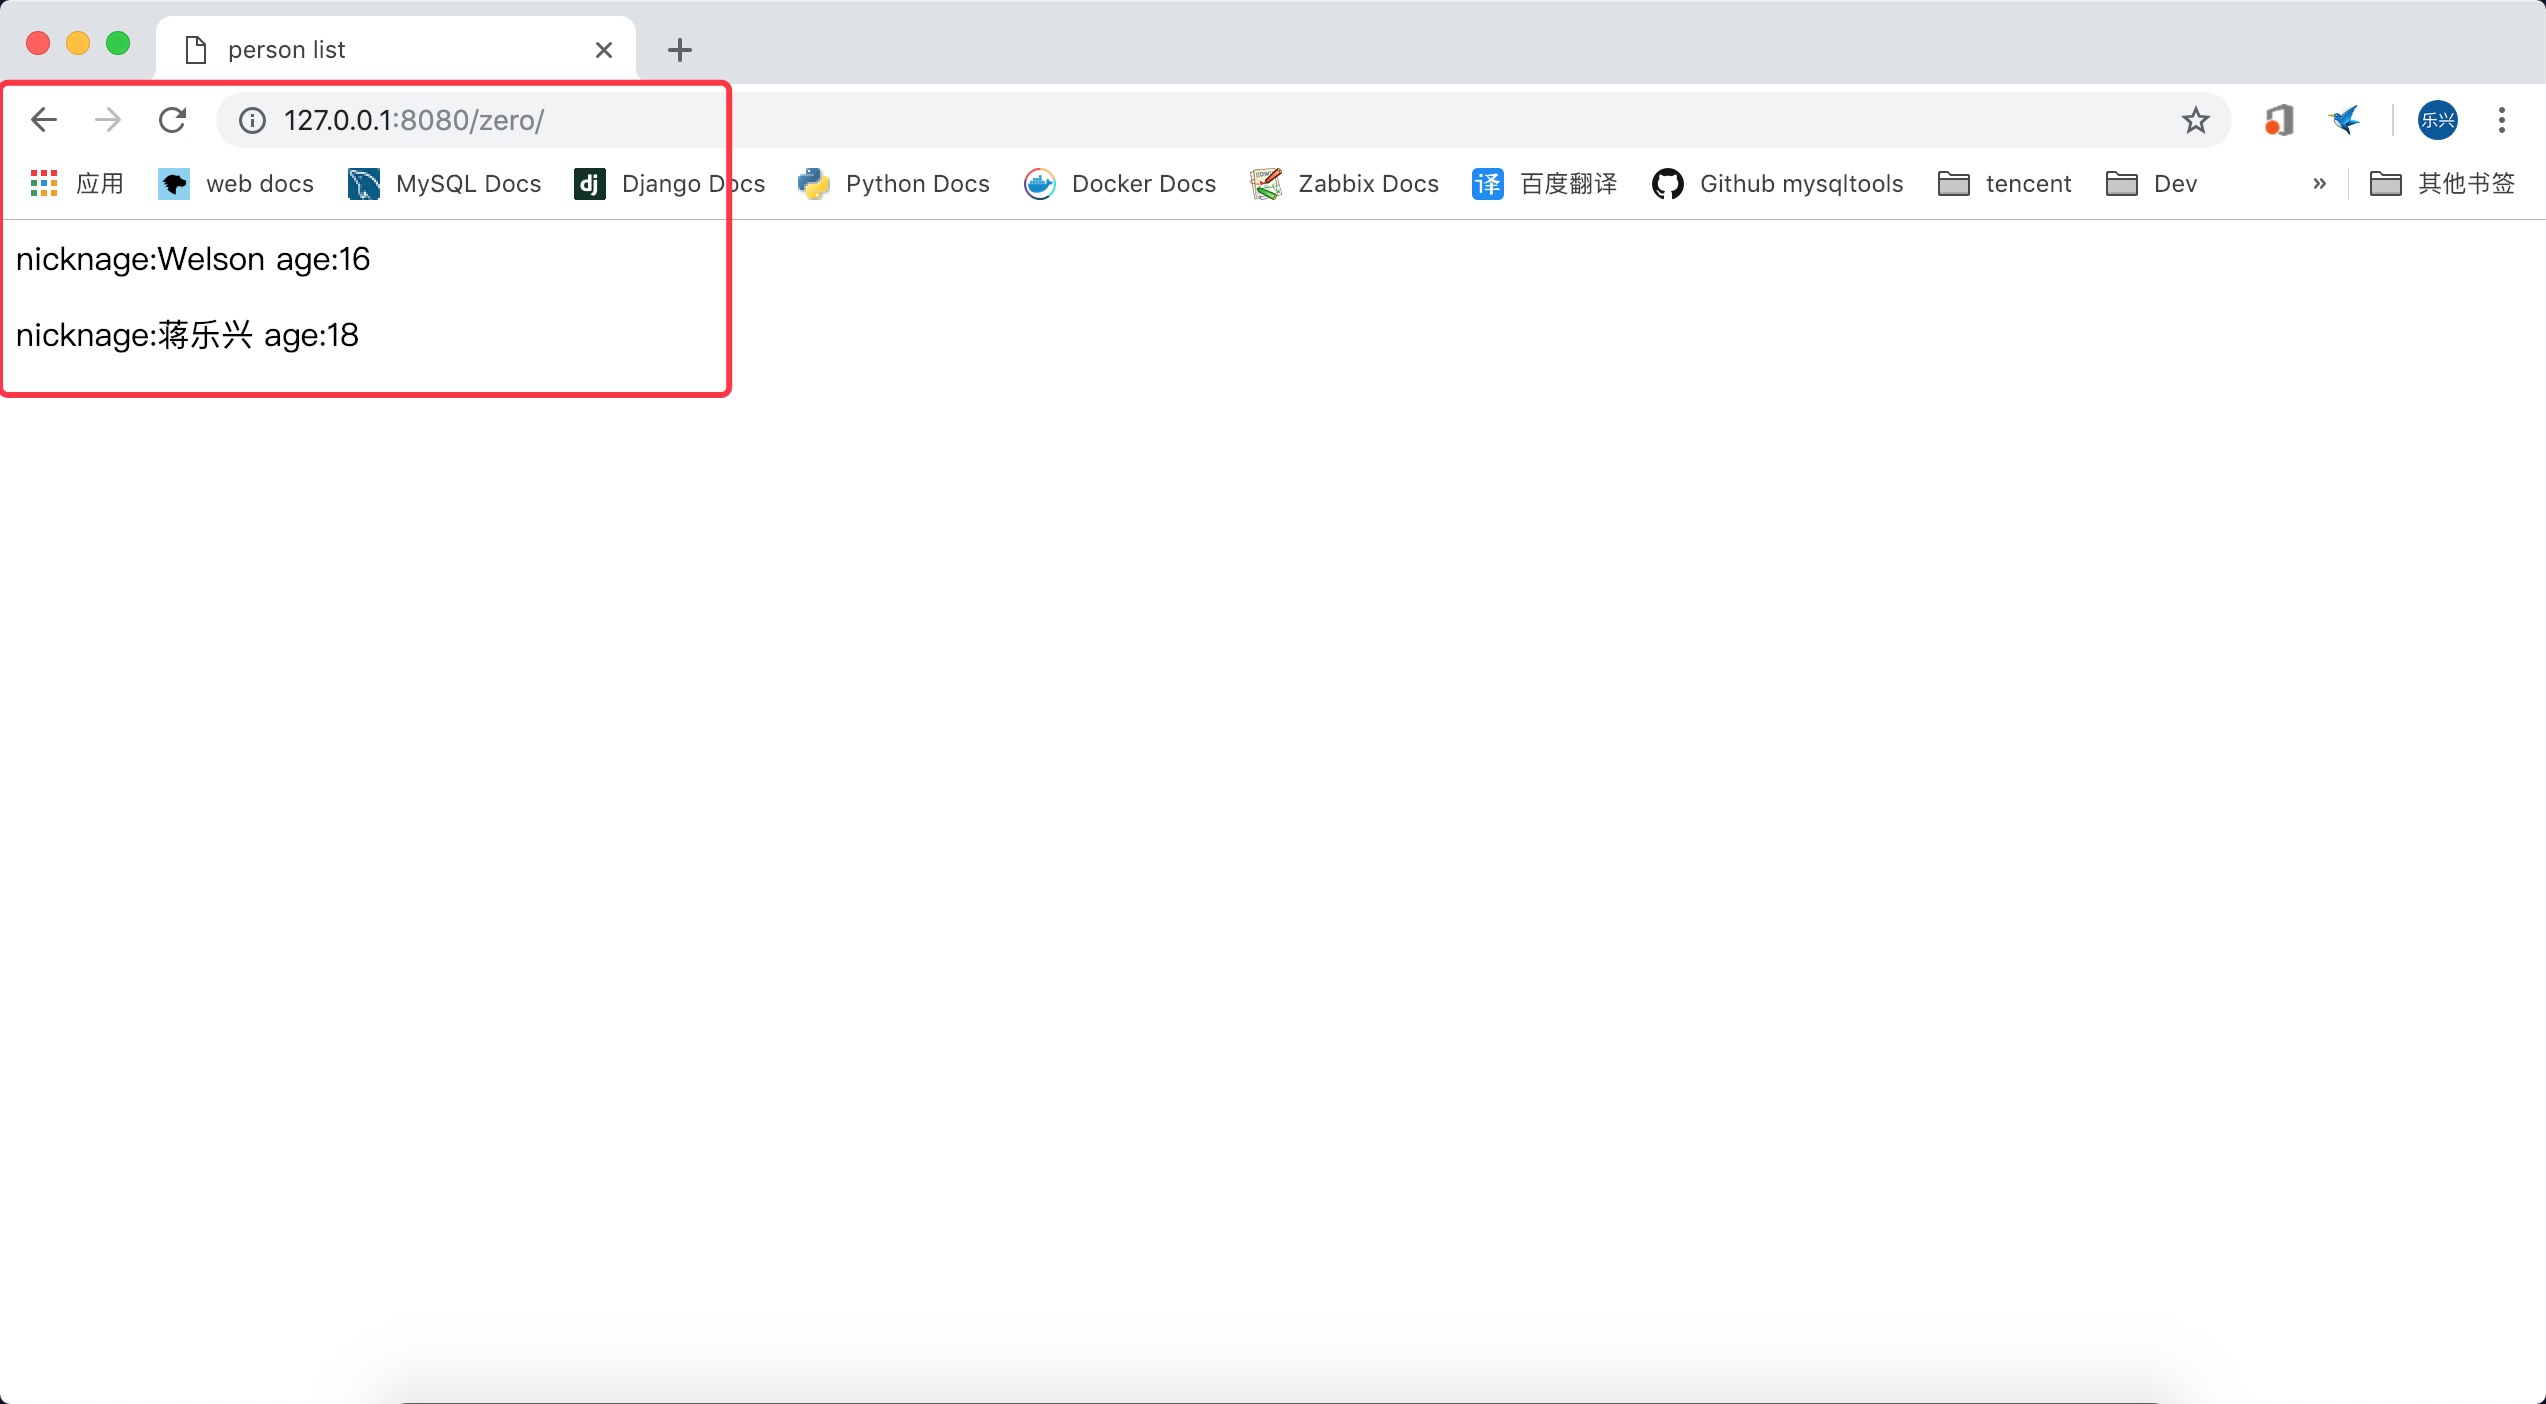 person list
127.0.0.1:8080/zero/
乐兴
应用 web docs MySQL Docs dj Django Docs Python Docs Docker Docs Zabbix Docs 译 百度翻译 Github mysqltools tencent Dev » 其他书签
nicknage:Welson age:16
nicknage:蒋乐兴 age:18